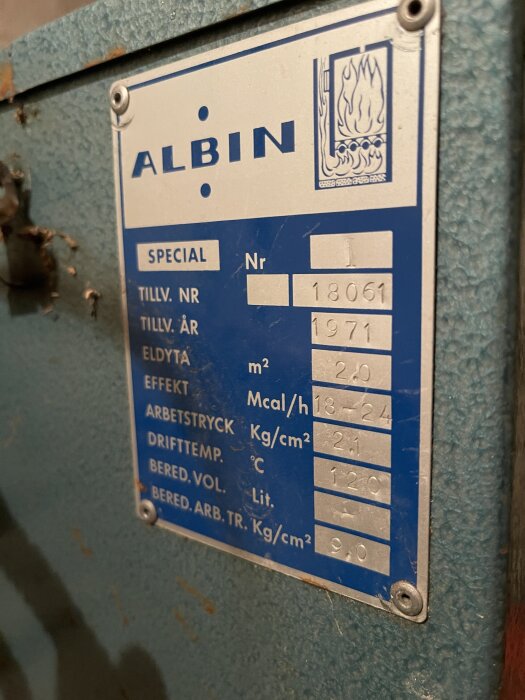 ALBIN
SPECIAL Nr 1
TILLV. NR 18061
TILLV. ÅR 1971
ELDYTA m² 2.0
EFFEKT Mcal/h 18-24
ARBETSTRYCK Kg/cm² 2.1
DRIFTTEMP. °C 120
BERED. VOL. Lit. -
BERED. ARB. TR. Kg/cm² 9.0